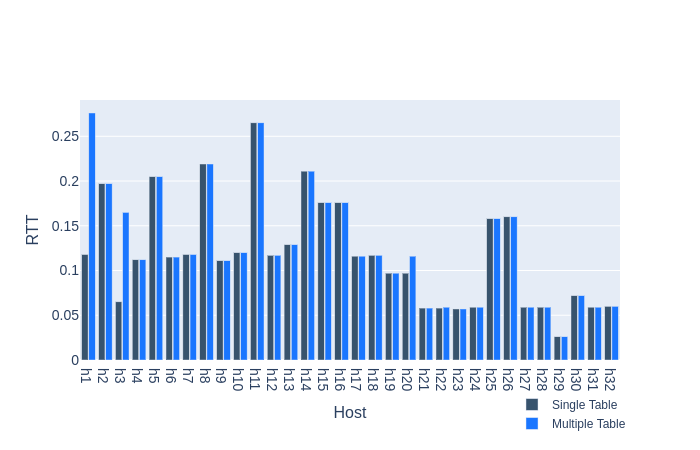 0.25
0.2
0.15
0.1
0.05
0
RTT
h1
h2
h3
h4
h5
h6
h7
h8
h9
h10
h11
h12
h13
h14
h15
h16
h17
h18
h19
h20
h21
h22
h23
h24
h25
h26
h27
h28
h29
h30
h31
h32
Host
Single Table
Multiple Table